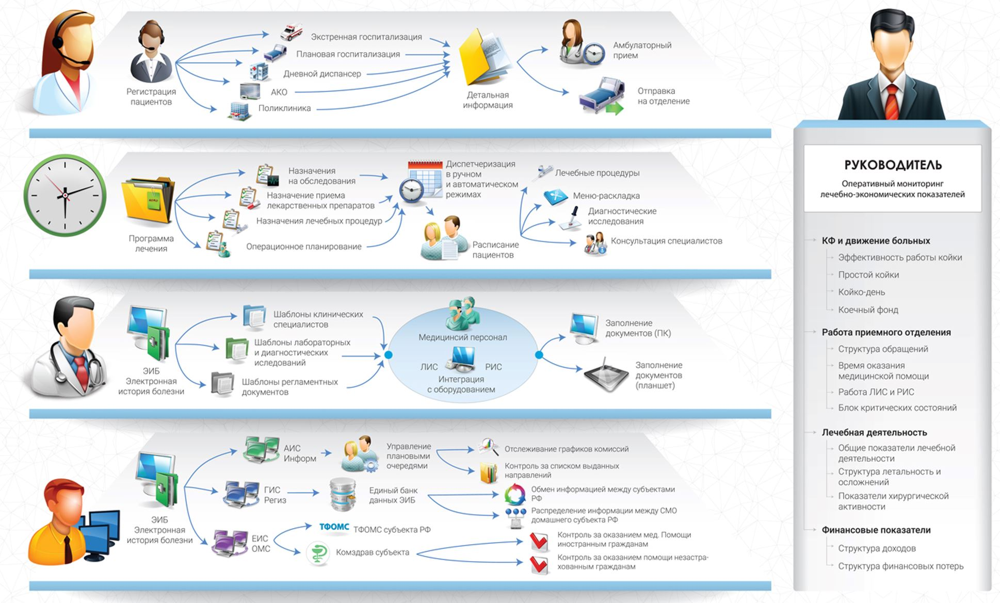 Регистрация
пациентов
Экстренная госпитализация
Плановая госпитализация
Дневной диспансер
АКО
Поликлиника
Детальная
информация
Амбулаторный
прием
Отправка
на отделение
Программа
лечения
Назначения
на обследования
Назначение приема
лекарственных препаратов
Назначения лечебных процедур
Операционное планирование
Диспетчеризация
в ручном
и автоматическом
режимах
Расписание
пациентов
Лечебные процедуры
Меню-раскладка
Диагностические
исследования
Консультация специалистов
ЭИБ
Электронная
история болезни
Шаблоны клинических
специалистов
Шаблоны лабораторных
и диагностических
иследований
Шаблоны регламентных
документов
Медицинсий персонал
ЛИС
РИС
Интеграция
с оборудованием
Заполнение
документов (ПК)
Заполнение
документов
(планшет)
ЭИБ
Электронная
история болезни
АИС
Информ
Управление
плановыми
очередями
Отслеживание графиков комиссий
Контроль за списком выданных
направлений
ГИС
Региз
Единый банк
данных ЭИБ
Обмен информацией между субъектами
РФ
Распределение информации между СМО
домашнего субъекта РФ
ЕИС
ОМС
ТФОМС
ТФОМС субъекта РФ
Комздрав субъекта
Контроль за оказанием мед. Помощи
иностранным гражданам
Контроль за оказанием помощи незастра-
хованным гражданам
РУКОВОДИТЕЛЬ
Оперативный мониторинг
лечебно-экономических показателей
КФ и движение больных
Эффективность работы койки
Простой койки
Койко-день
Коечный фонд
Работа приемного отделения
Структура обращений
Время оказания
медицинской помощи
Работа ЛИС и РИС
Блок критических состояний
Лечебная деятельность
Общие показатели лечебной
деятельности
Структура летальность и
осложнений
Показатели хирургической
активности
Финансовые показатели
Структура доходов
Структура финансовых потерь